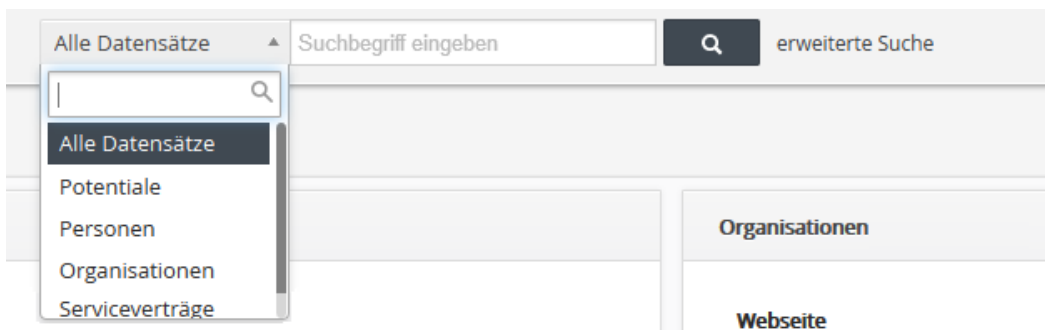 Alle Datensätze
Suchbegriff eingeben
erweiterte Suche
Alle Datensätze
Potentiale
Personen
Organisationen
Serviceverträge
Organisationen
Webseite